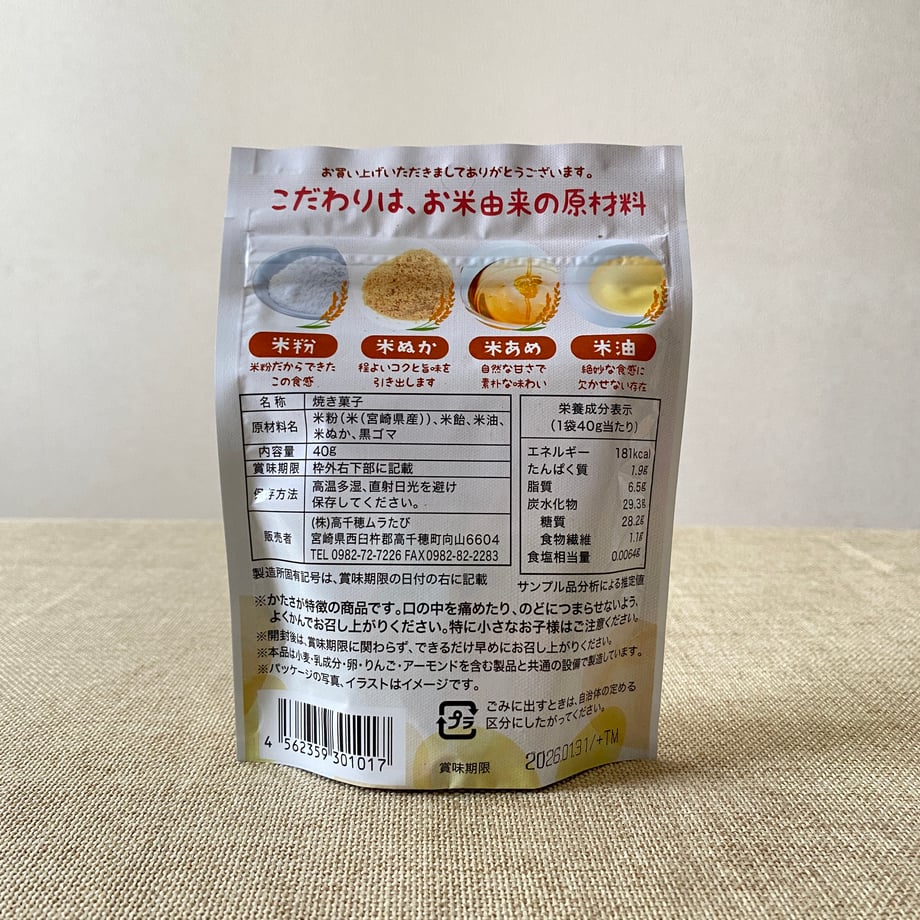 お買い上げいただきましてありがとうございます。
こだわりは、お米由来の原材料
米粉 米ぬか 米あめ 米油
米粉だからできた
この食感
程よいコクと旨味を
引き出します
自然な甘さで
素朴な味わい
絶妙な食感に
欠かせない存在
名称 焼き菓子
原材料名 米粉(米(宮崎県産))、米飴、米油、
米ぬか、黒ゴマ
内容量 40g
賞味期限 枠外右下部に記載
保存方法 高温多湿、直射日光を避け
保存してください。
販売者 (株)高千穂ムラたび
宮崎県西臼杵郡高千穂町向山6604
TEL 0982-72-7226 FAX0982-82-2283
栄養成分表示
(1袋40g当たり)
エネルギー 181kcal
たんぱく質 1.9g
脂質 6.5g
炭水化物 29.3g
糖質 28.2g
食物繊維 1.1g
食塩相当量 0.0064g
製造所固有記号は、賞味期限の日付の右に記載
サンプル品分析による推定値
※かたさが特徴の商品です。口の中を痛めたり、のどにつまらせないよう、
よくかんでお召し上がりください。特に小さなお子様はご注意ください。
※開封後は、賞味期限に関わらず、できるだけ早めにお召し上がりください。
※本品は小麦・乳成分・卵・りんご・アーモンドを含む製品と共通の設備で製造しています。
※パッケージの写真、イラストはイメージです。
プラ
ごみに出すときは、自治体の定める
区分にしたがってください。
4 562359 301017
賞味期限 2026.01.31/+TM